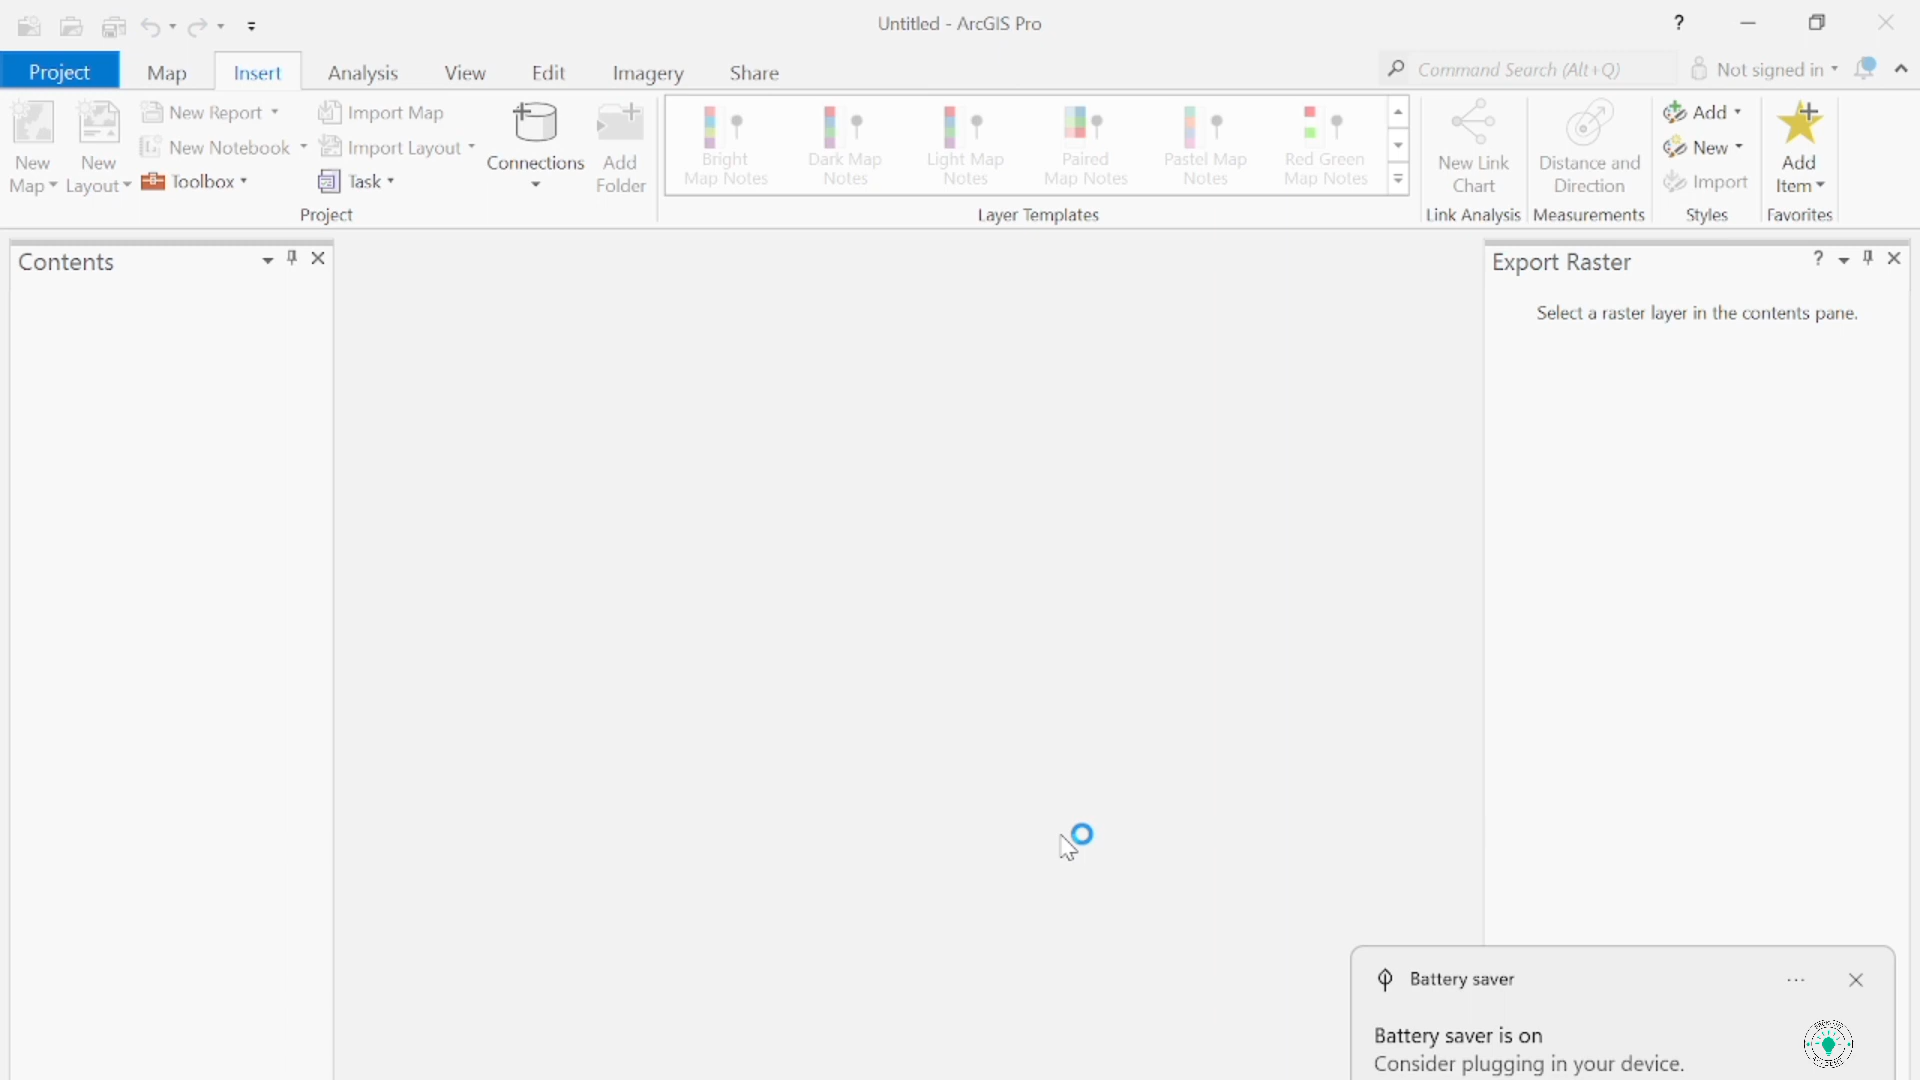 Untitled - ArcGIS Pro
?
Project
Map
Insert
Analysis
View
Edit
Imagery
Share
Command Search (Alt+Q)
Not signed in
New
Map
New
Layout
New Report
New Notebook
Toolbox
Import Map
Import Layout
Task
Connections
Add
Folder
Project
Bright
Map Notes
Dark Map
Notes
Light Map
Notes
Paired
Map Notes
Pastel Map
Notes
Red Green
Map Notes
Layer Templates
New Link
Chart
Link Analysis
Distance and
Direction
Measurements
Add
New
Import
Styles
Add
Item
Favorites
Contents
Export Raster
?
Select a raster layer in the contents pane.
Battery saver
Battery saver is on
Consider plugging in your device.